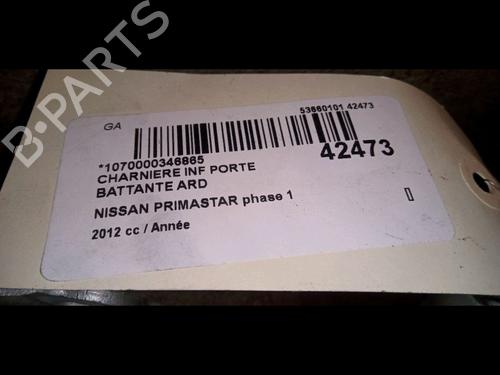 GA
53660101 42473
*1070000346865
42473
CHARNIERE INF PORTE
BATTANTE ARD
NISSAN PRIMASTAR phase 1
2012 cc / Année
B-PARTS